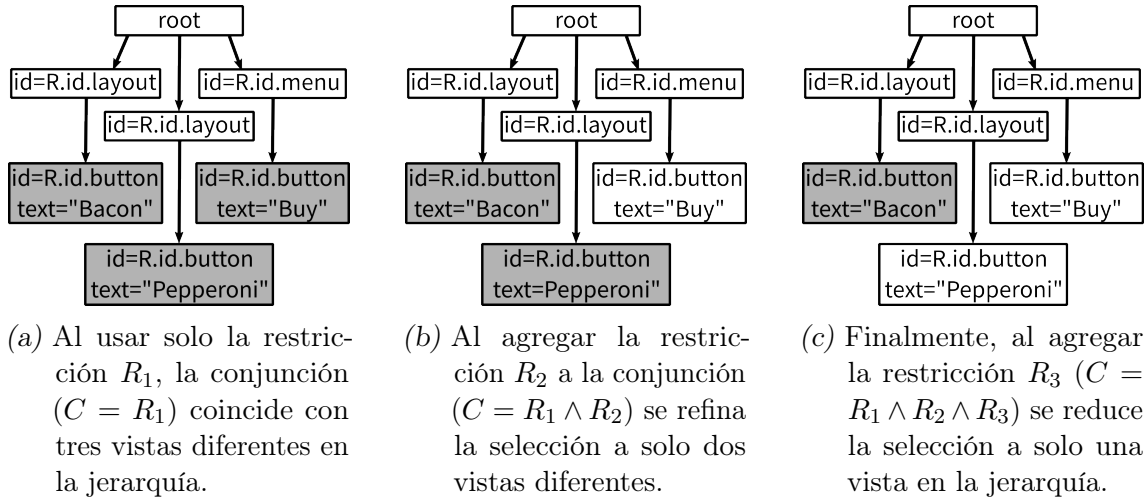 root
id=R.id.layout
id=R.id.menu
id=R.id.layout
id=R.id.button
text="Bacon"
id=R.id.button
text="Buy"
id=R.id.button
text="Pepperoni"
(a) Al usar solo la restric-
ción R₁, la conjunción
(C = R₁) coincide con
tres vistas diferentes en
la jerarquía.
root
id=R.id.layout
id=R.id.menu
id=R.id.layout
id=R.id.button
text="Bacon"
id=R.id.button
text="Buy"
id=R.id.button
text=Pepperoni"
(b) Al agregar la restric-
ción R₂ a la conjunción
(C = R₁ ∧ R₂) se refina
la selección a solo dos
vistas diferentes.
root
id=R.id.layout
id=R.id.menu
id=R.id.layout
id=R.id.button
text="Bacon"
id=R.id.button
text="Buy"
id=R.id.button
text="Pepperoni"
(c) Finalmente, al agregar
la restricción R₃ (C =
R₁ ∧ R₂ ∧ R₃) se reduce
la selección a solo una
vista en la jerarquía.